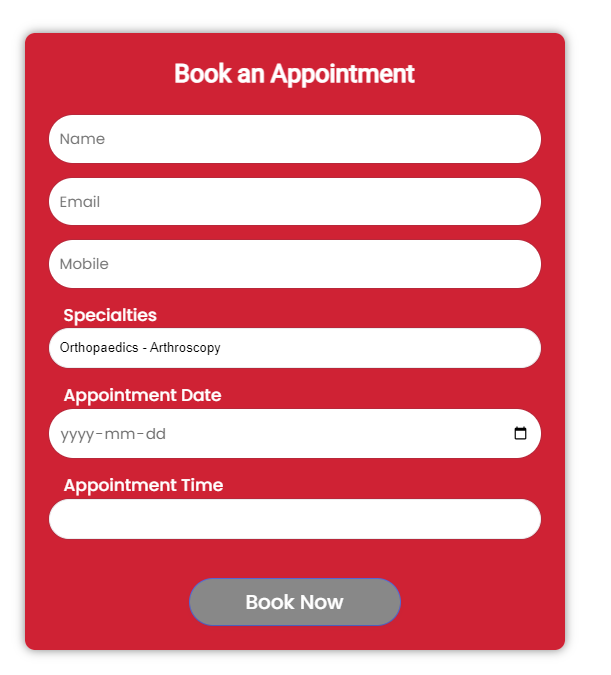 Book an Appointment
Name
Email
Mobile
Specialties
Orthopaedics - Arthroscopy
Appointment Date
yyyy-mm-dd
Appointment Time
Book Now